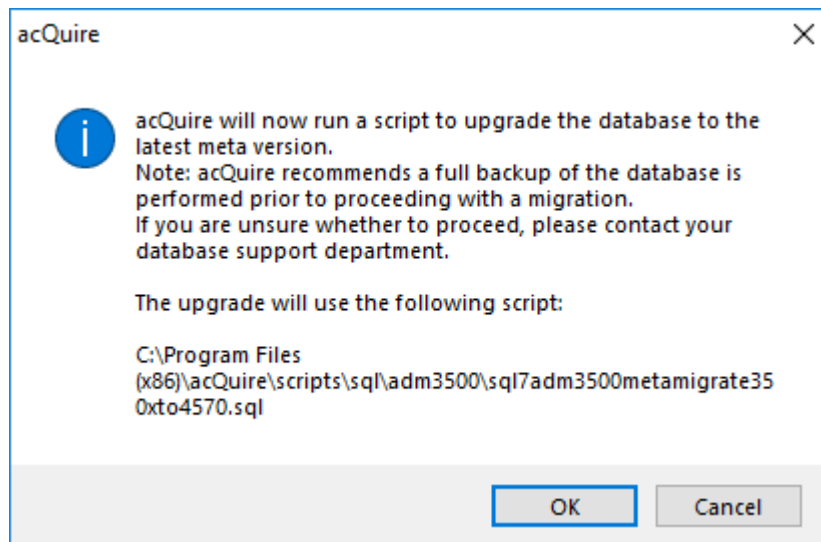 acQuire
acQuire will now run a script to upgrade the database to the
latest meta version.
Note: acQuire recommends a full backup of the database is
performed prior to proceeding with a migration.
If you are unsure whether to proceed, please contact your
database support department.
The upgrade will use the following script:
C:\Program Files
(x86)\acQuire\scripts\sql\adm3500\sql7adm3500metamigrate35
0xto4570.sql
OK
Cancel